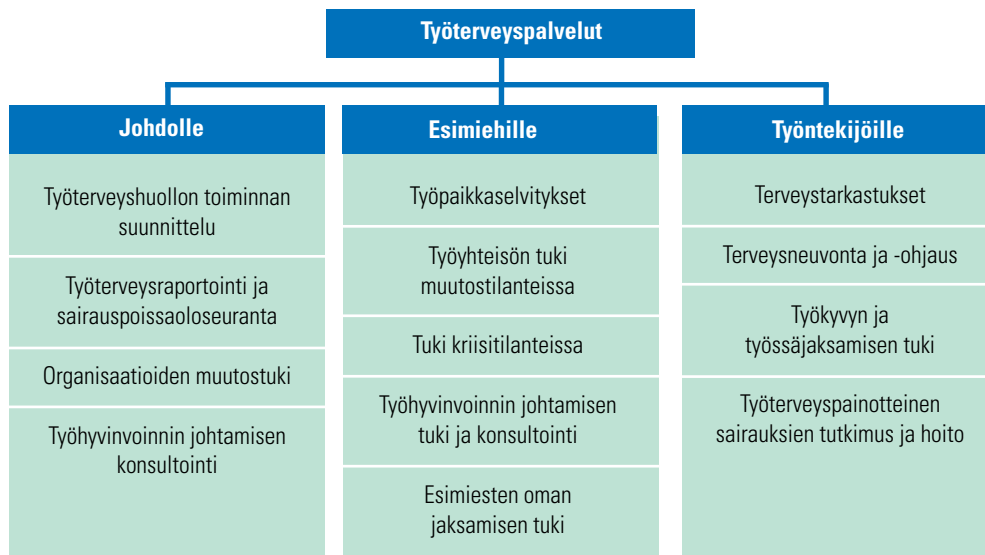 Työterveyspalvelut
Johdolle
Työterveyshuollon toiminnan
suunnittelu
Työterveysraportointi ja
sairauspoissaoloseuranta
Organisaatioiden muutostuki
Työhyvinvoinnin johtamisen
konsultointi
Esimiehille
Työpaikkaselvitykset
Työyhteisön tuki
muutostilanteissa
Tuki kriisitilanteissa
Työhyvinvoinnin johtamisen
tuki ja konsultointi
Esimiesten oman
jaksamisen tuki
Työntekijöille
Terveystarkastukset
Terveysneuvonta ja -ohjaus
Työkyvyn ja
työssäjaksamisen tuki
Työterveyspainotteinen
sairauksien tutkimus ja hoito